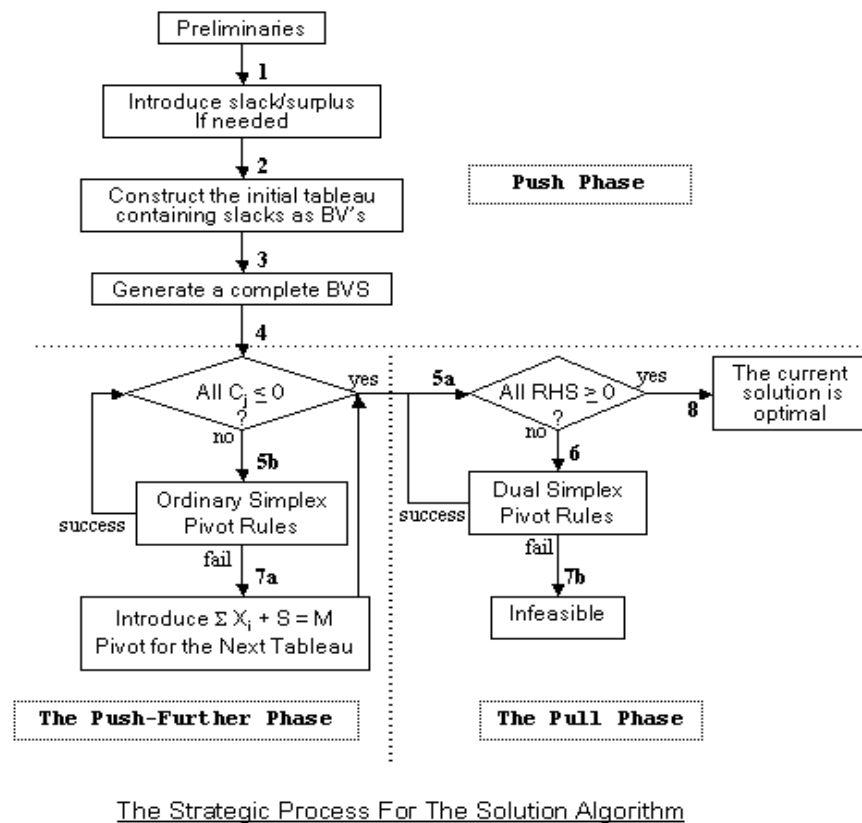 Preliminaries
1
Introduce slack/surplus
If needed
2
Push Phase
Construct the initial tableau
containing slacks as BV's
3
Generate a complete BVS
4
All Cj ≤ 0
?
yes
no
5a
All RHS ≥ 0
?
yes
no
8
The current
solution is
optimal
5b
Ordinary Simplex
Pivot Rules
success
fail
6
Dual Simplex
Pivot Rules
success
fail
7a
Introduce Σ Xi + S = M
Pivot for the Next Tableau
7b
Infeasible
The Push-Further Phase
The Pull Phase
The Strategic Process For The Solution Algorithm